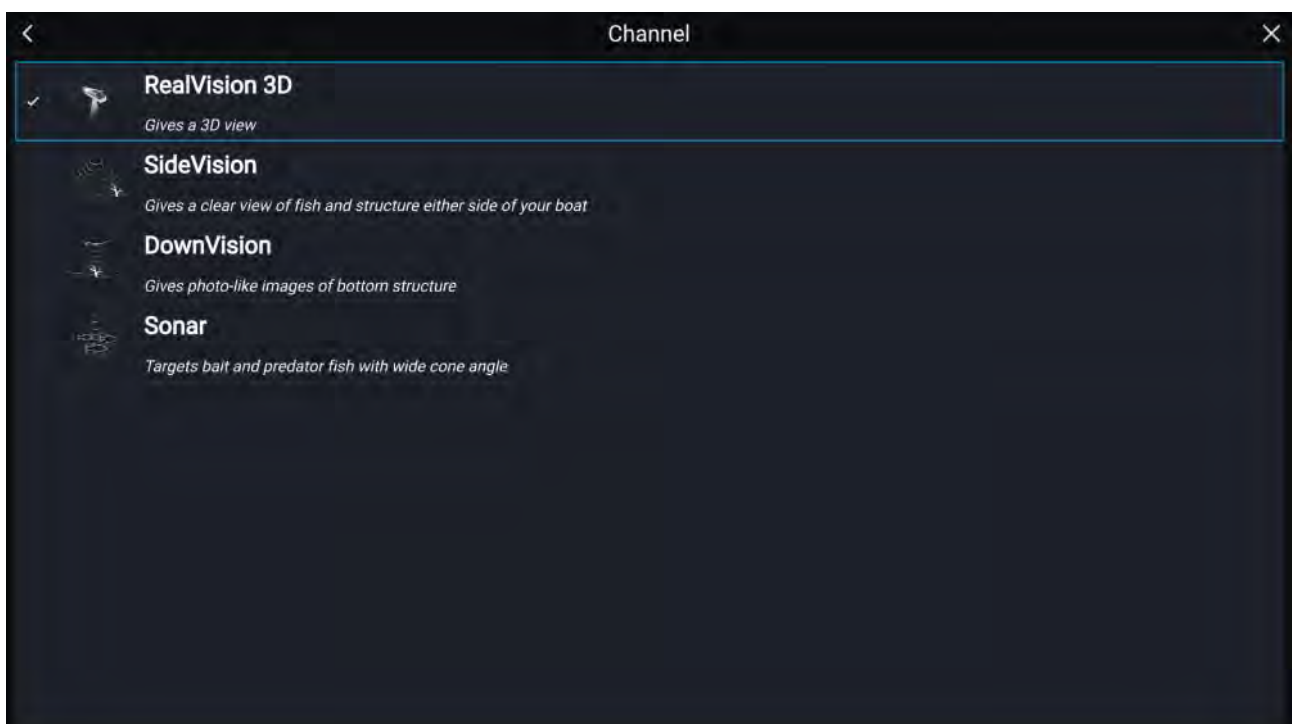 Channel
RealVision 3D
Gives a 3D view
SideVision
Gives a clear view of fish and structure either side of your boat
DownVision
Gives photo-like images of bottom structure
Sonar
Targets bait and predator fish with wide cone angle